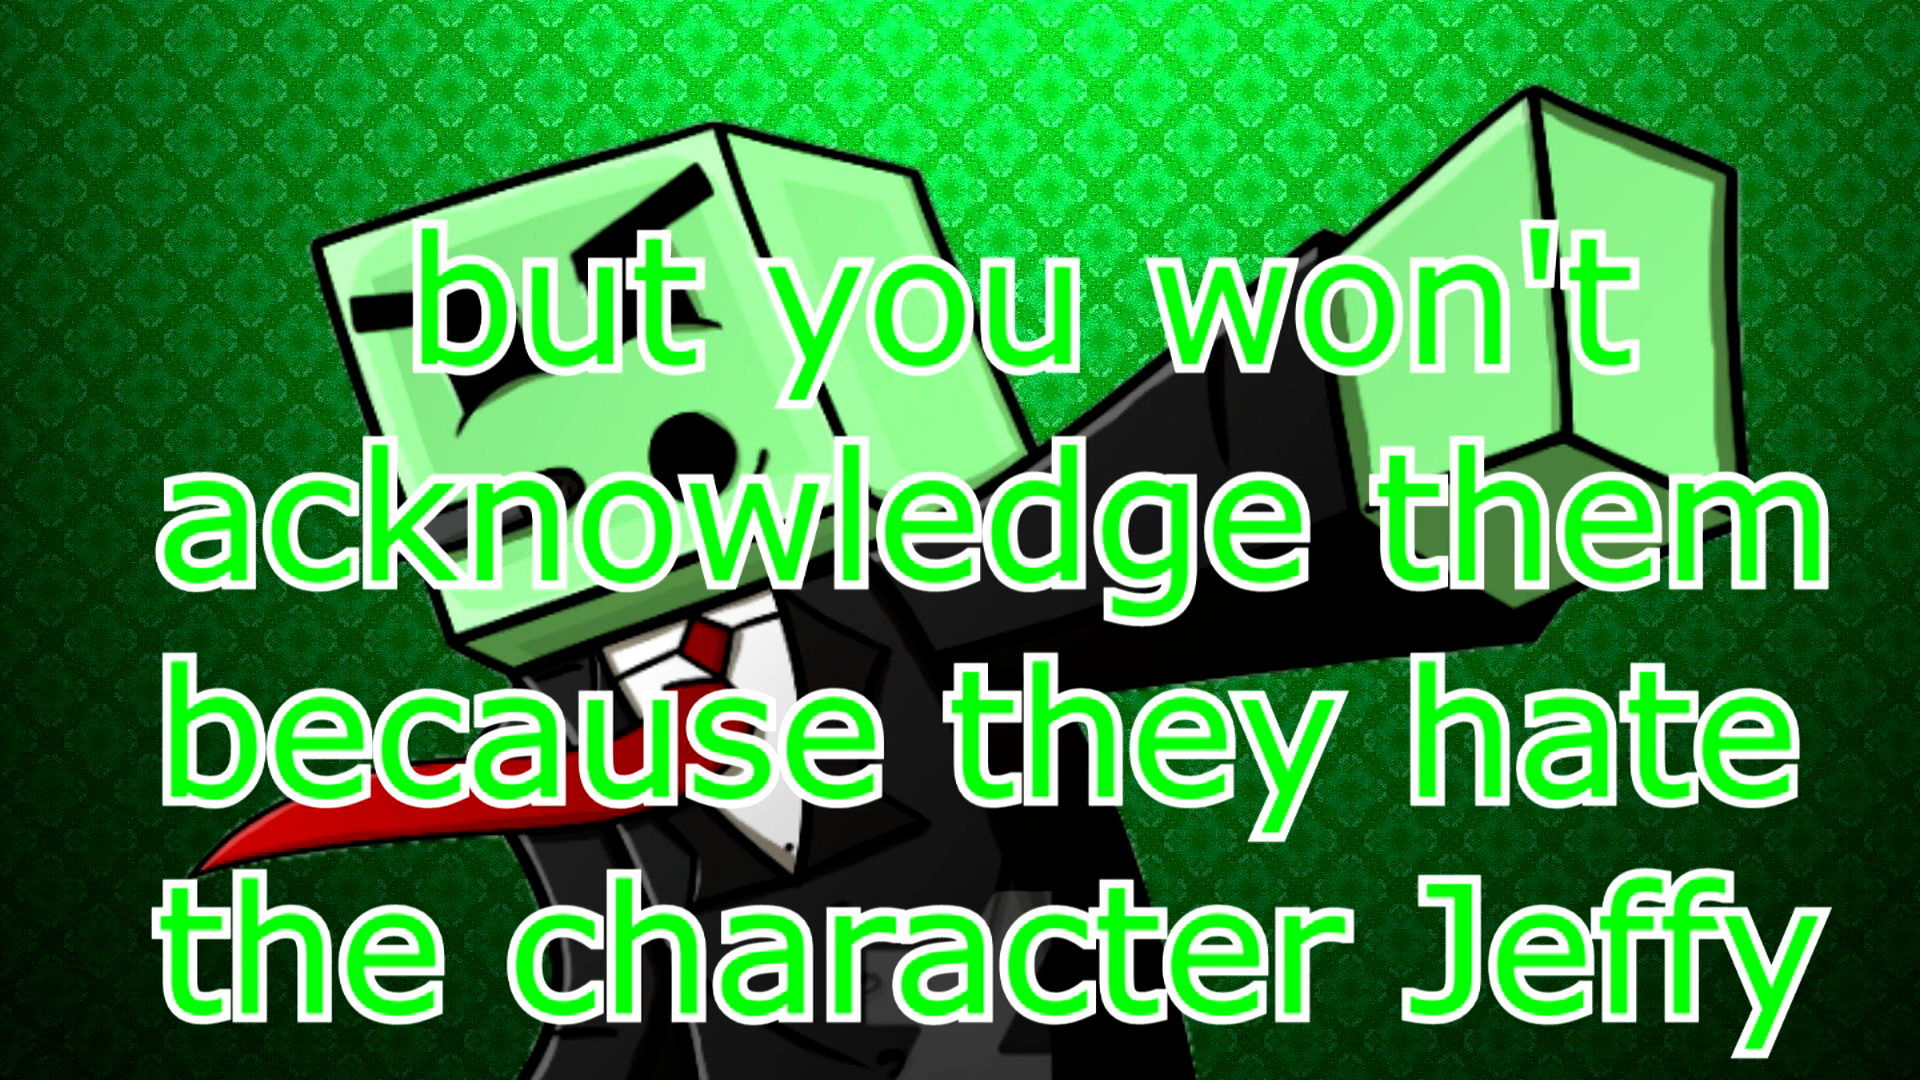 but you won't
acknowledge them
because they hate
the character Jeffy